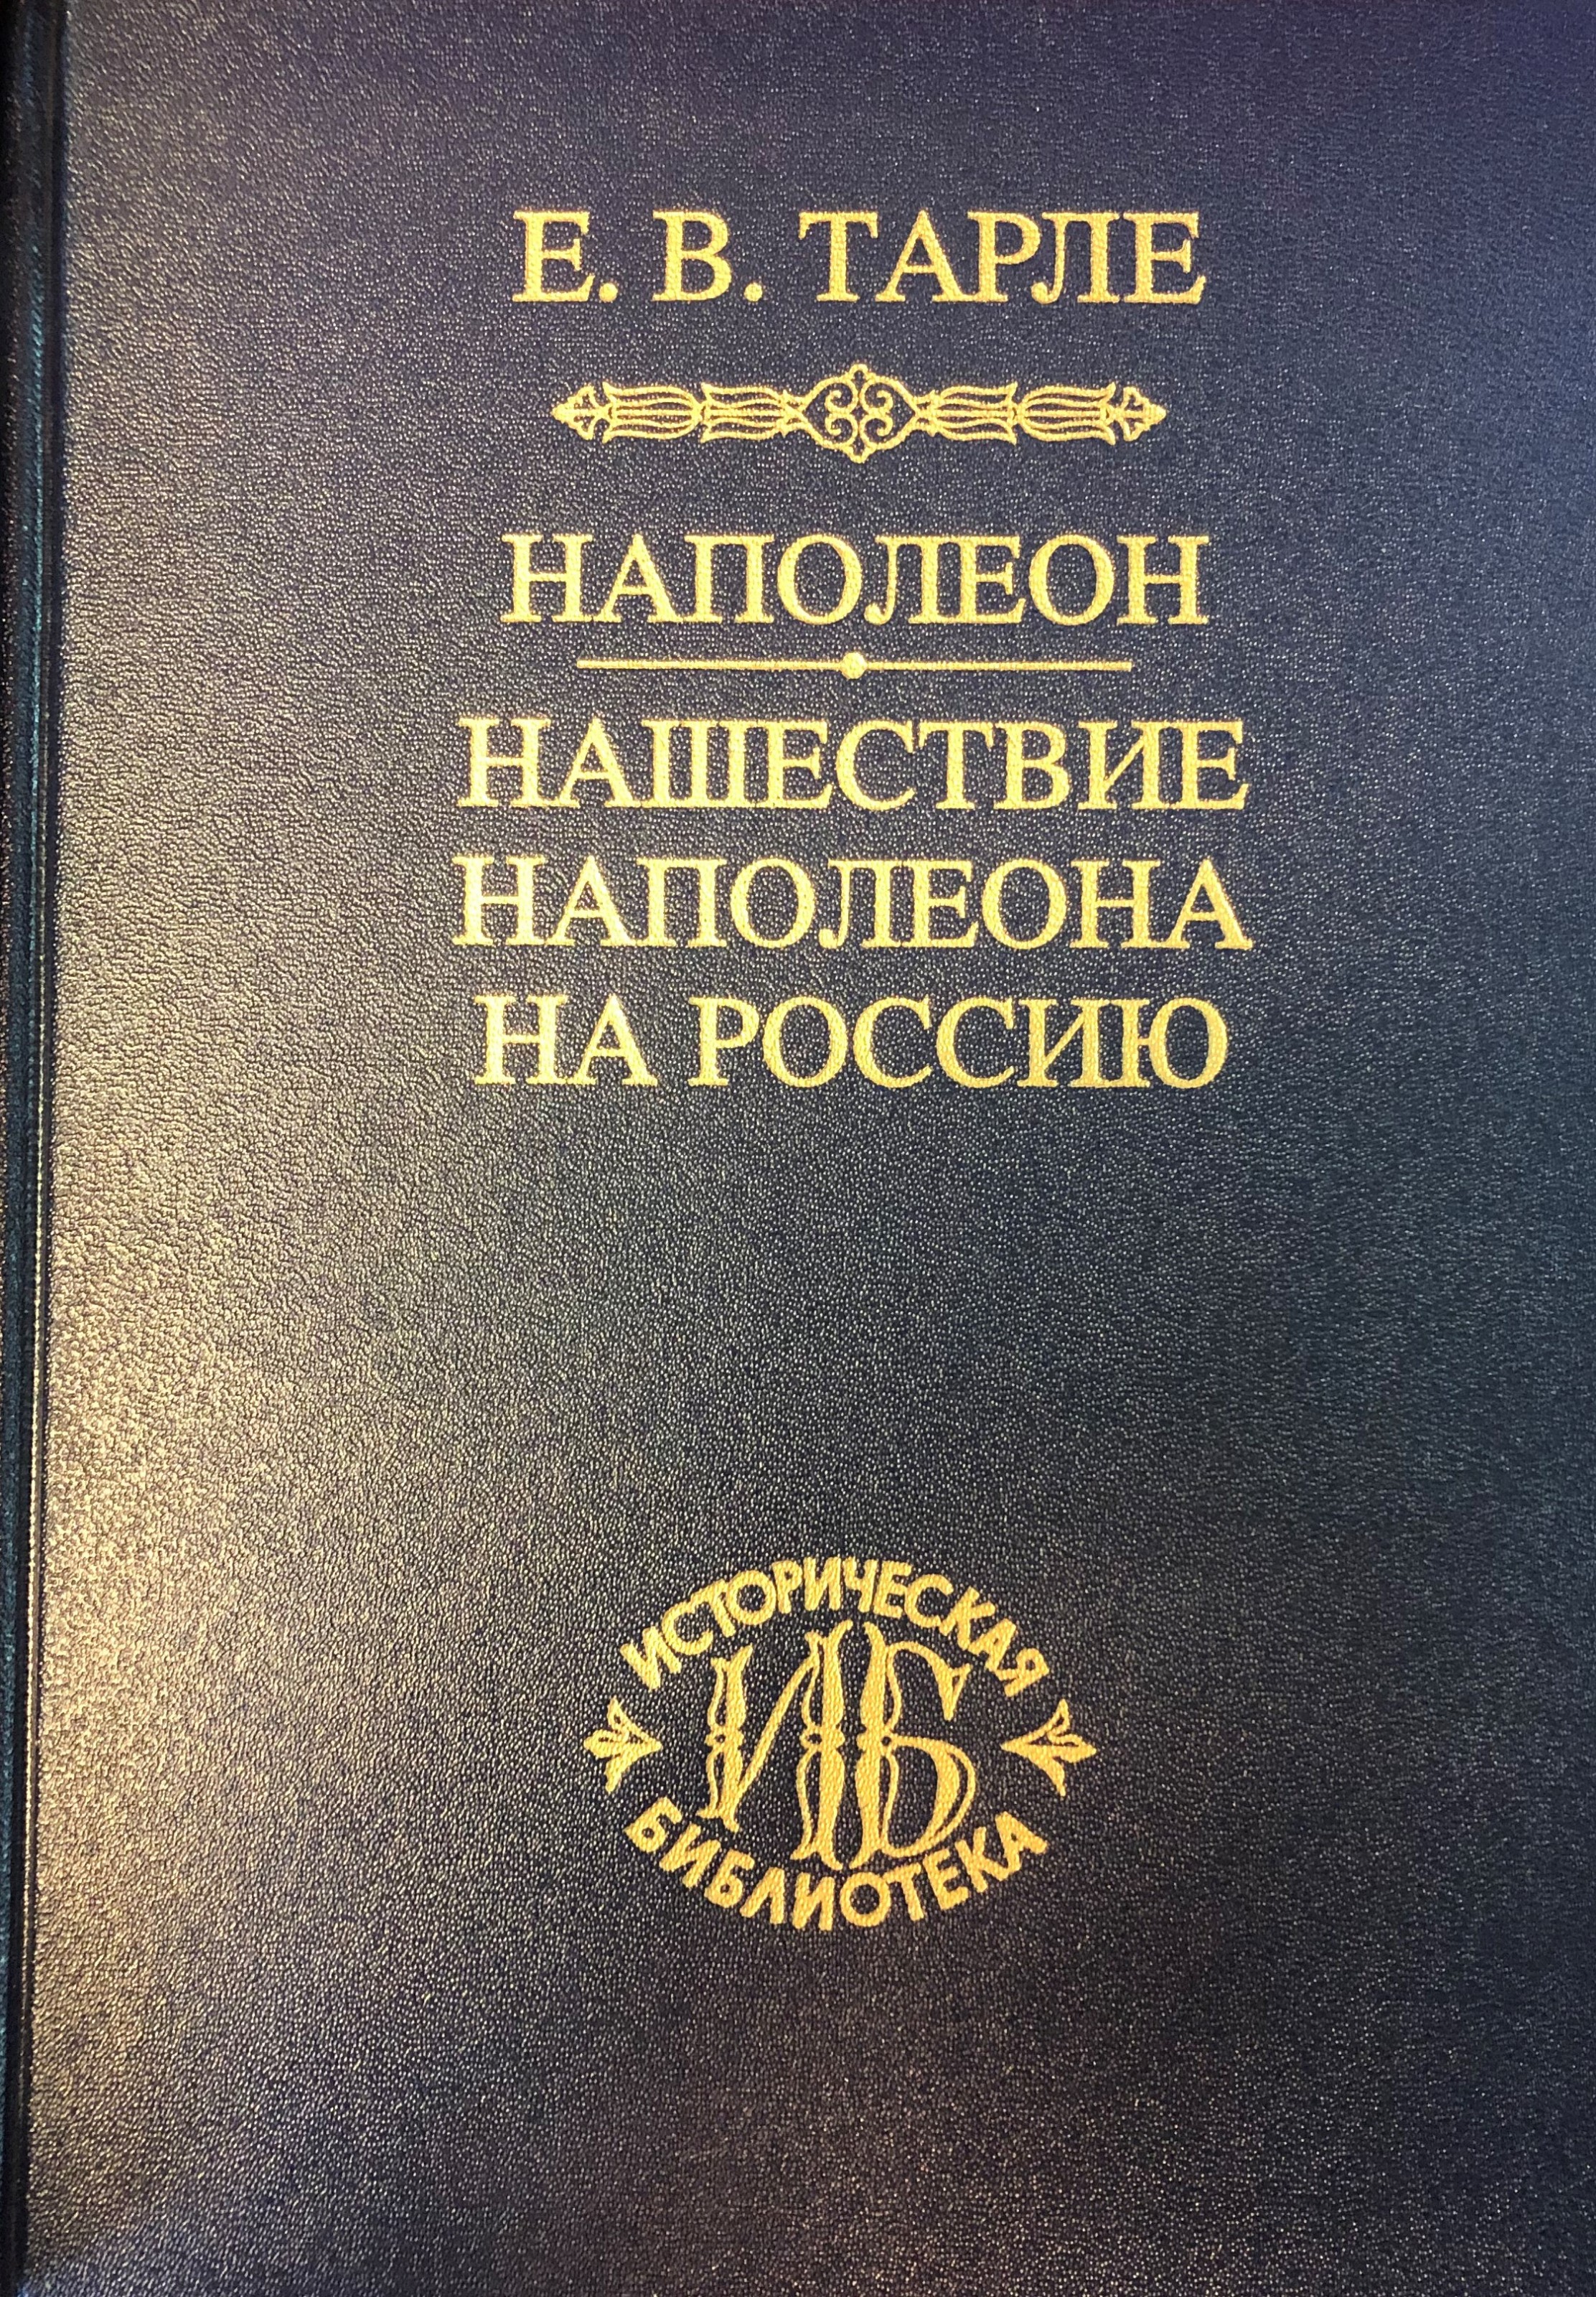 Е. В. ТАРЛЕ
НАПОЛЕОН
НАШЕСТВИЕ
НАПОЛЕОНА
НА РОССИЮ
ИСТОРИЧЕСКАЯ
ИБ
БИБЛИОТЕКА